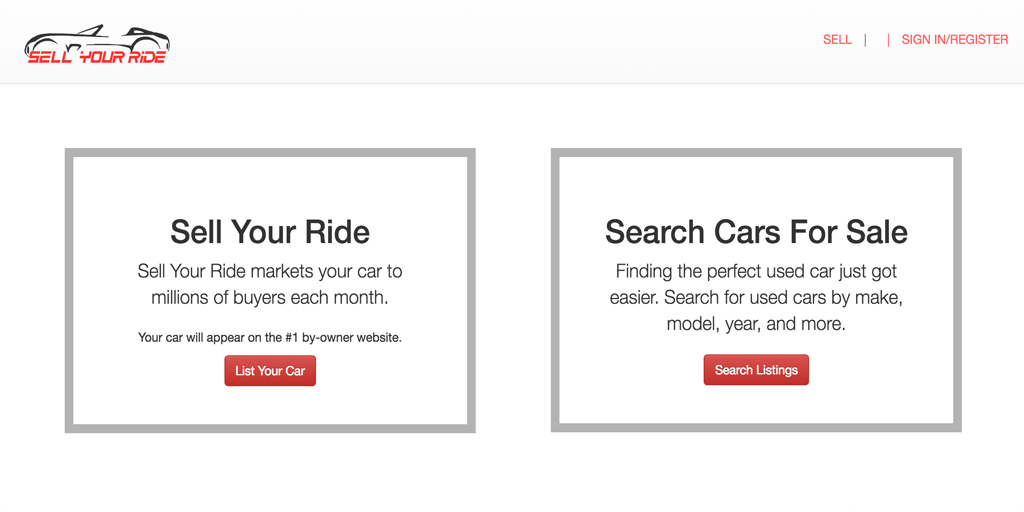 SELL YOUR RIDE
SELL | | SIGN IN/REGISTER
Sell Your Ride
Sell Your Ride markets your car to
millions of buyers each month.
Your car will appear on the #1 by-owner website.
List Your Car
Search Cars For Sale
Finding the perfect used car just got
easier. Search for used cars by make,
model, year, and more.
Search Listings